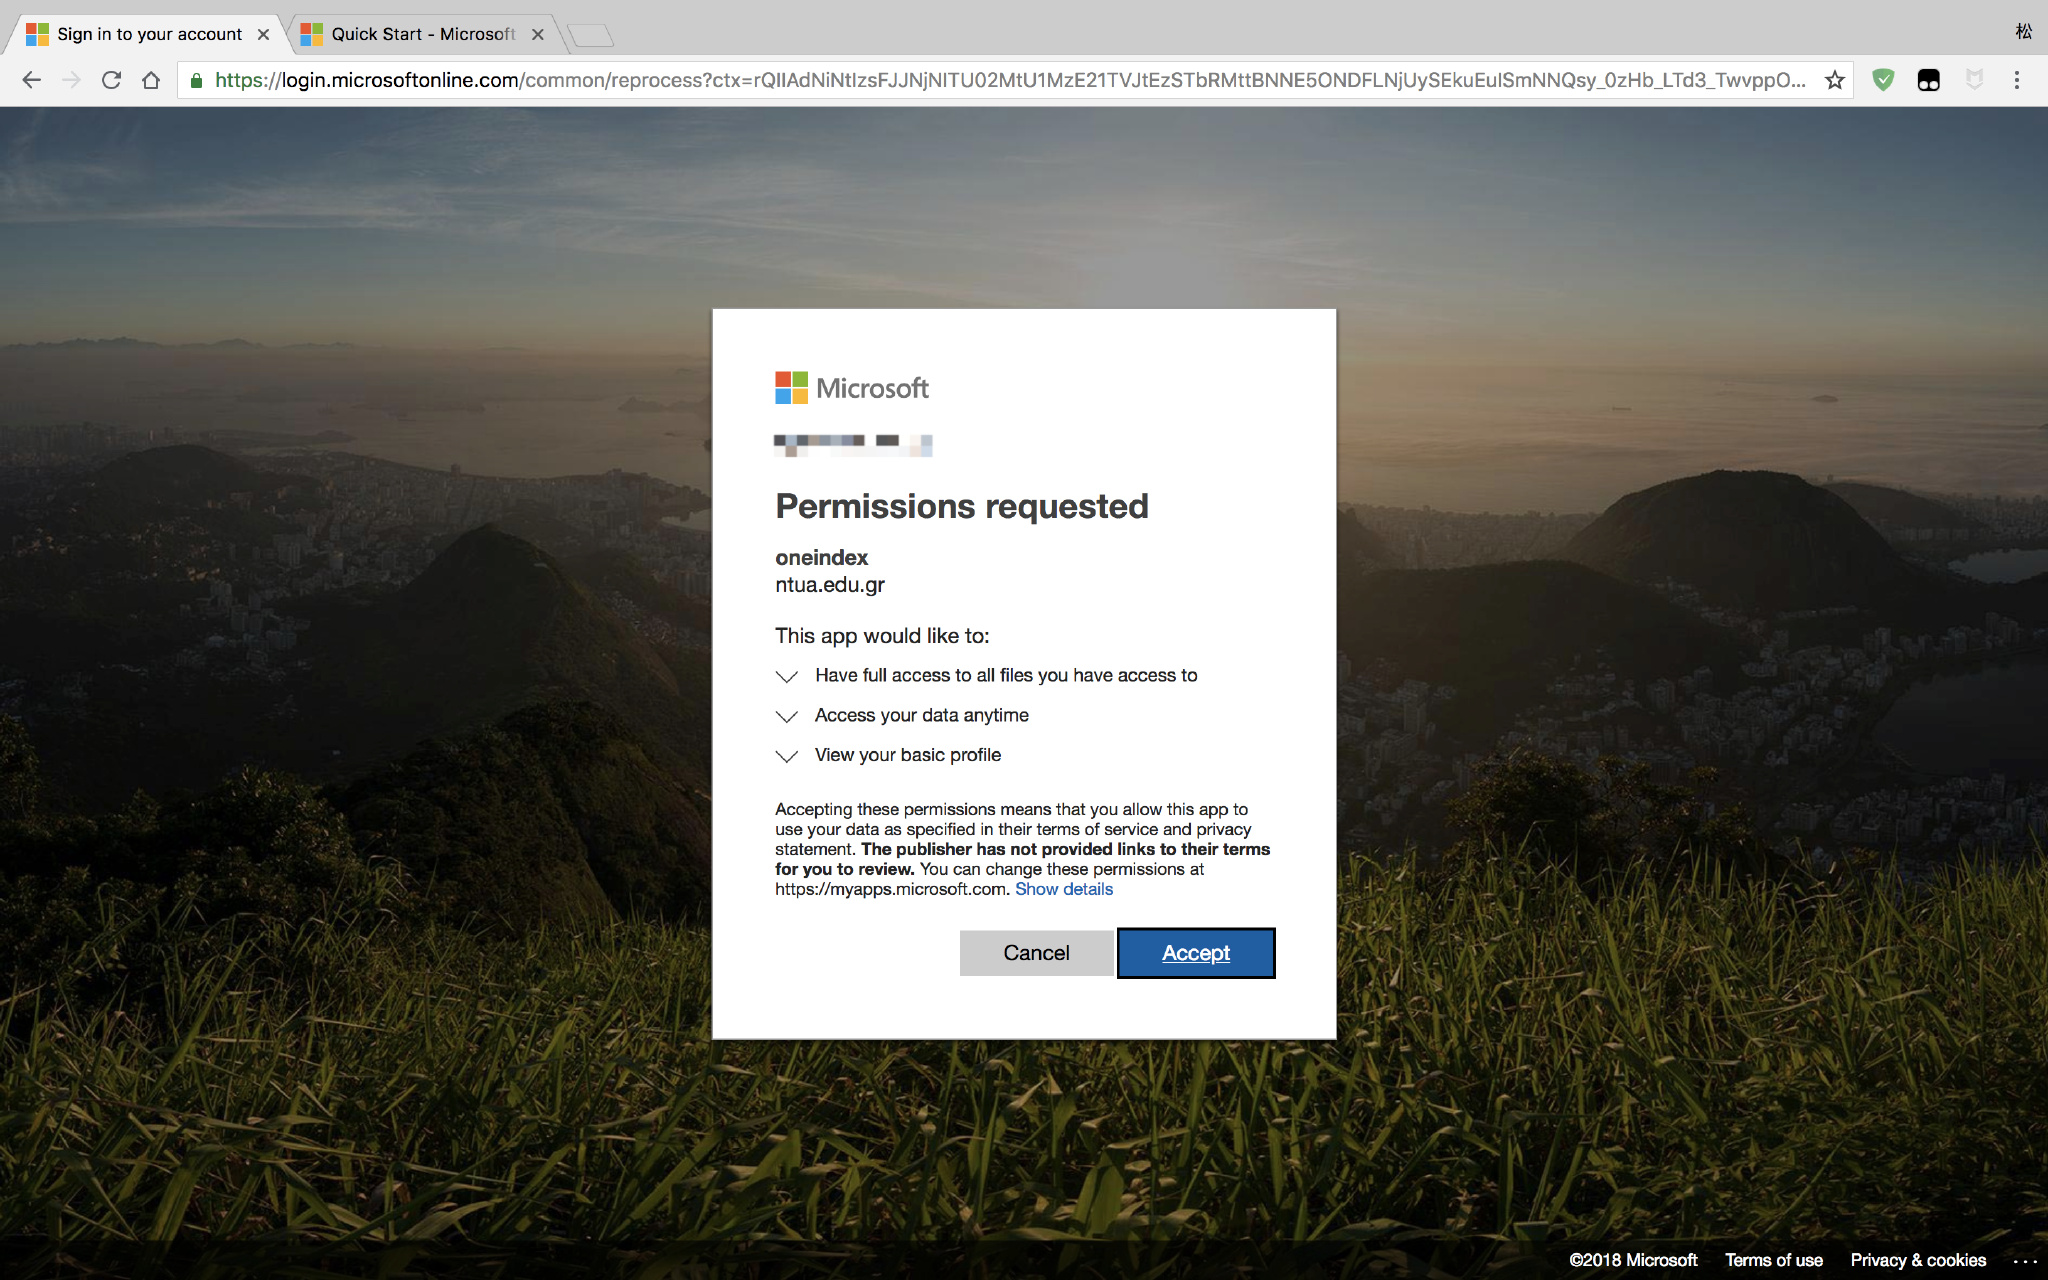 Sign in to your account
Quick Start - Microsoft
松
https://login.microsoftonline.com/common/reprocess?ctx=rQIIAdNiNtIzsFJJNjNITU02MtU1MzE21TVJtEzSTbRMttBNNE5ONDFLNjUySEkuEuISmNNQsy_0zHb_LTd3_TwvppO...
Microsoft
Permissions requested
oneindex
ntua.edu.gr
This app would like to:
Have full access to all files you have access to
Access your data anytime
View your basic profile
Accepting these permissions means that you allow this app to
use your data as specified in their terms of service and privacy
statement. The publisher has not provided links to their terms
for you to review. You can change these permissions at
https://myapps.microsoft.com. Show details
Cancel
Accept
©2018 Microsoft
Terms of use
Privacy & cookies
...